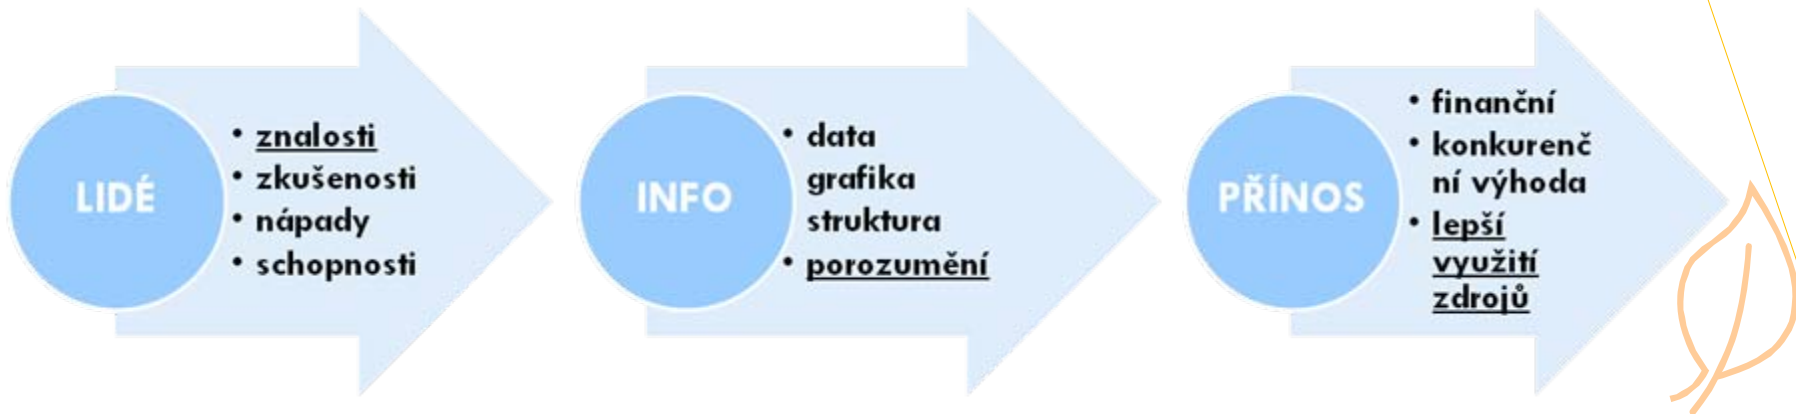 LIDÉ
• znalosti
• zkušenosti
• nápady
• schopnosti
INFO
• data
grafika
struktura
• porozumění
PŘÍNOS
• finanční
• konkurenč
ní výhoda
• lepší
využití
zdrojů